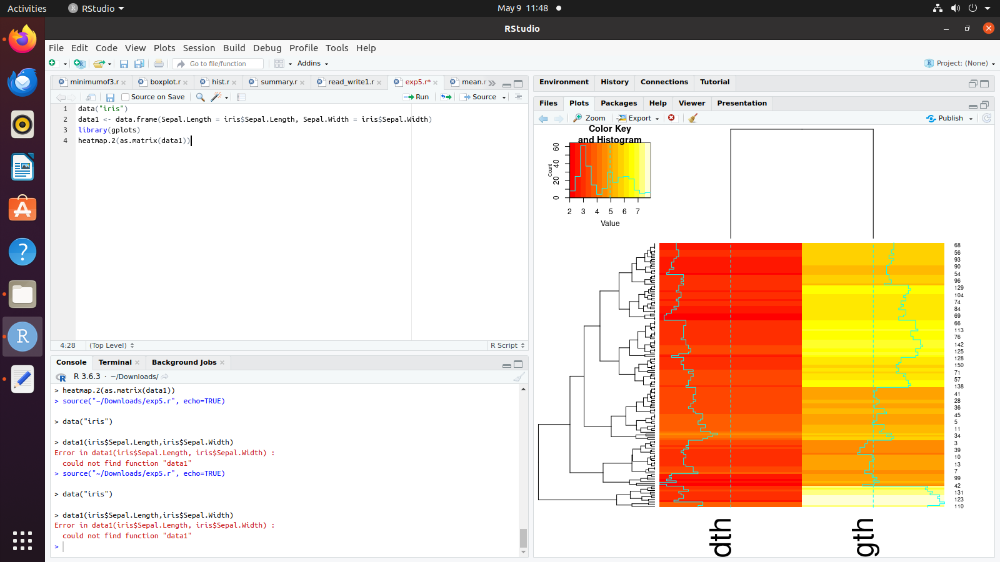 Activities
RStudio
May 9 11:48
RStudio
File Edit Code View Plots Session Build Debug Profile Tools Help
Go to file/function
Addins
Project: (None)
minimumof3.r
boxplot.r
hist.r
summary.r
read_write1.r
exp5.r*
mean.r
Source on Save
Run
Source
1 data("iris")
2 data1 <- data.frame(Sepal.Length = iris$Sepal.Length, Sepal.Width = iris$Sepal.Width)
3 library(gplots)
4 heatmap.2(as.matrix(data1))
4:28
(Top Level)
R Script
Console
Terminal
Background Jobs
R 3.6.3 · ~/Downloads/
> heatmap.2(as.matrix(data1))
> source("~/Downloads/exp5.r", echo=TRUE)
> data("iris")
> data1(iris$Sepal.Length,iris$Sepal.Width)
Error in data1(iris$Sepal.Length, iris$Sepal.Width) :
could not find function "data1"
> source("~/Downloads/exp5.r", echo=TRUE)
> data("iris")
> data1(iris$Sepal.Length,iris$Sepal.Width)
Error in data1(iris$Sepal.Length, iris$Sepal.Width) :
could not find function "data1"
>
Environment
History
Connections
Tutorial
Files
Plots
Packages
Help
Viewer
Presentation
Zoom
Export
Publish
Color Key
and Histogram
Count
0 20 40 60
2 3 4 5 6 7
Value
68
56
93
90
54
96
129
104
74
84
69
66
113
76
142
125
128
150
71
57
138
41
28
36
45
5
11
34
3
39
10
13
7
99
42
131
123
110
dth
gth